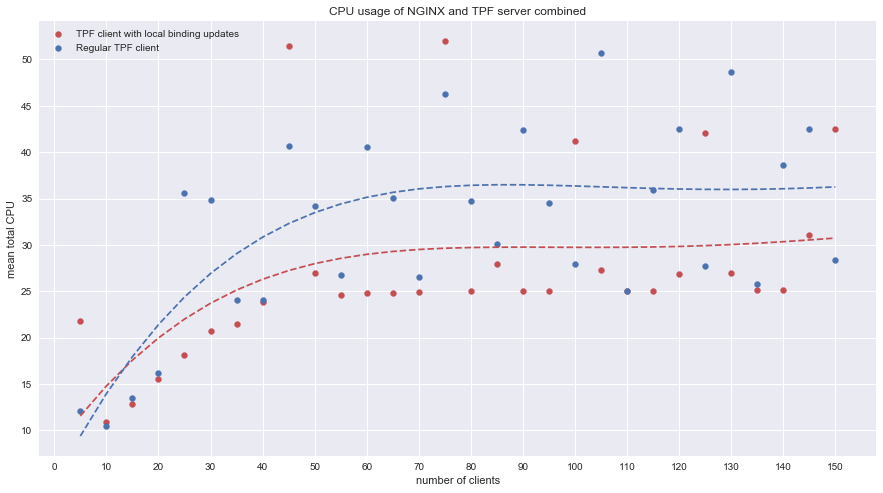 CPU usage of NGINX and TPF server combined
TPF client with local binding updates
Regular TPF client
mean total CPU
50
45
40
35
30
25
20
15
10
0 10 20 30 40 50 60 70 80 90 100 110 120 130 140 150
number of clients